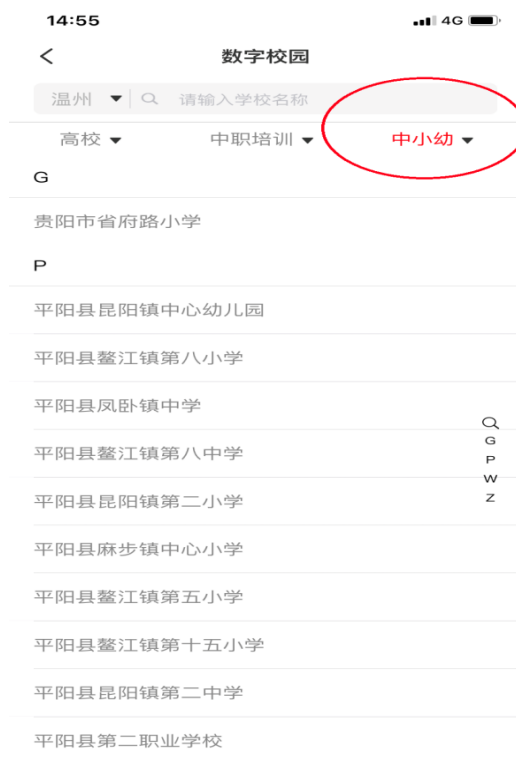 14:55 4G
数字校园
温州 请输入学校名称
高校 中职培训 中小幼
G
贵阳市省府路小学
P
平阳县昆阳镇中心幼儿园
平阳县鳌江镇第八小学
平阳县凤卧镇中学
平阳县鳌江镇第八中学
平阳县昆阳镇第二小学
平阳县麻步镇中心小学
平阳县鳌江镇第五小学
平阳县鳌江镇第十五小学
平阳县昆阳镇第二中学
平阳县第二职业学校
G
P
W
Z